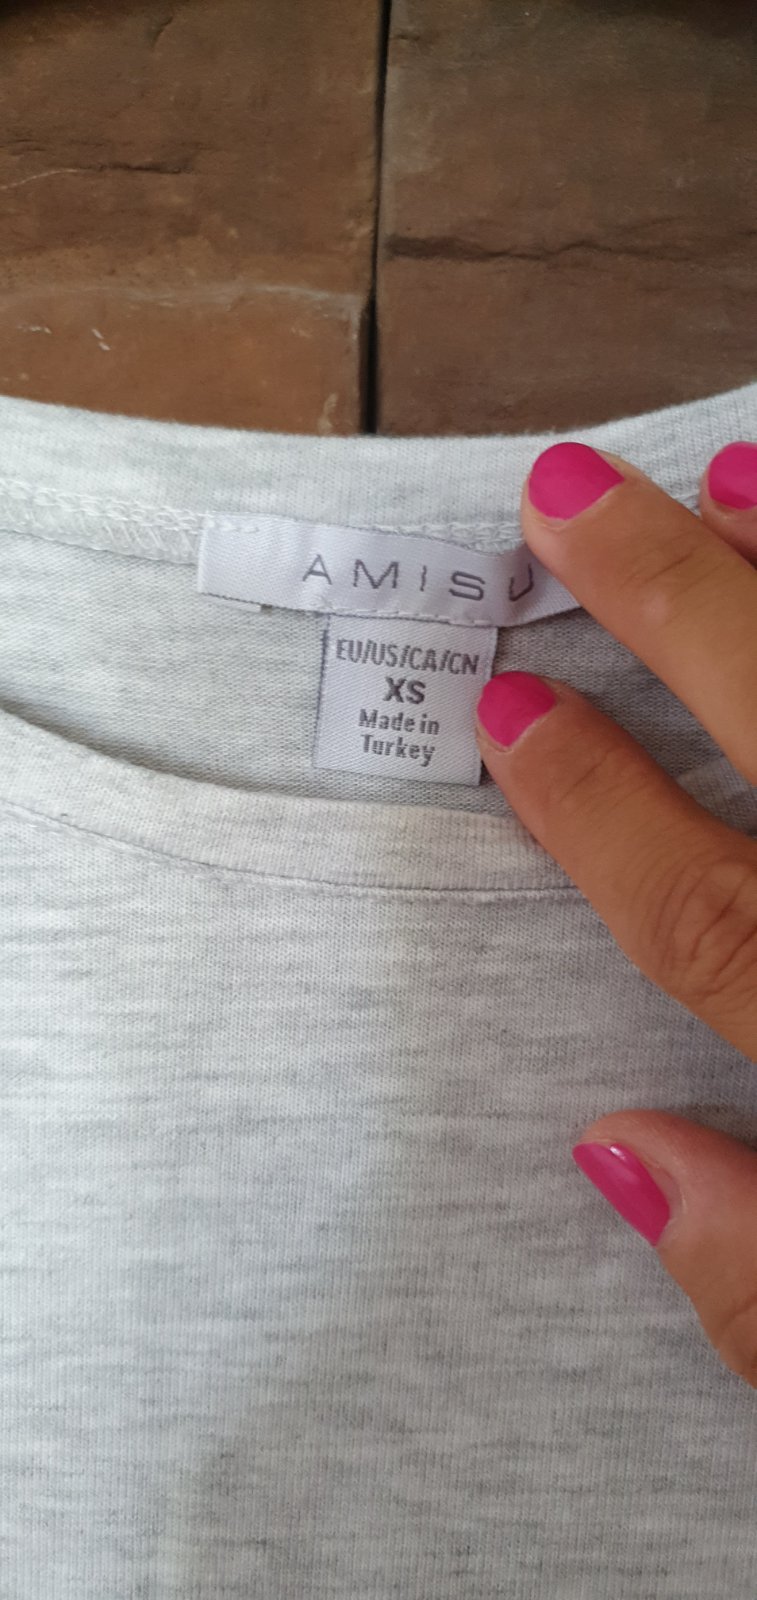 AMISU
EU/US/CA/CN
XS
Made in
Turkey